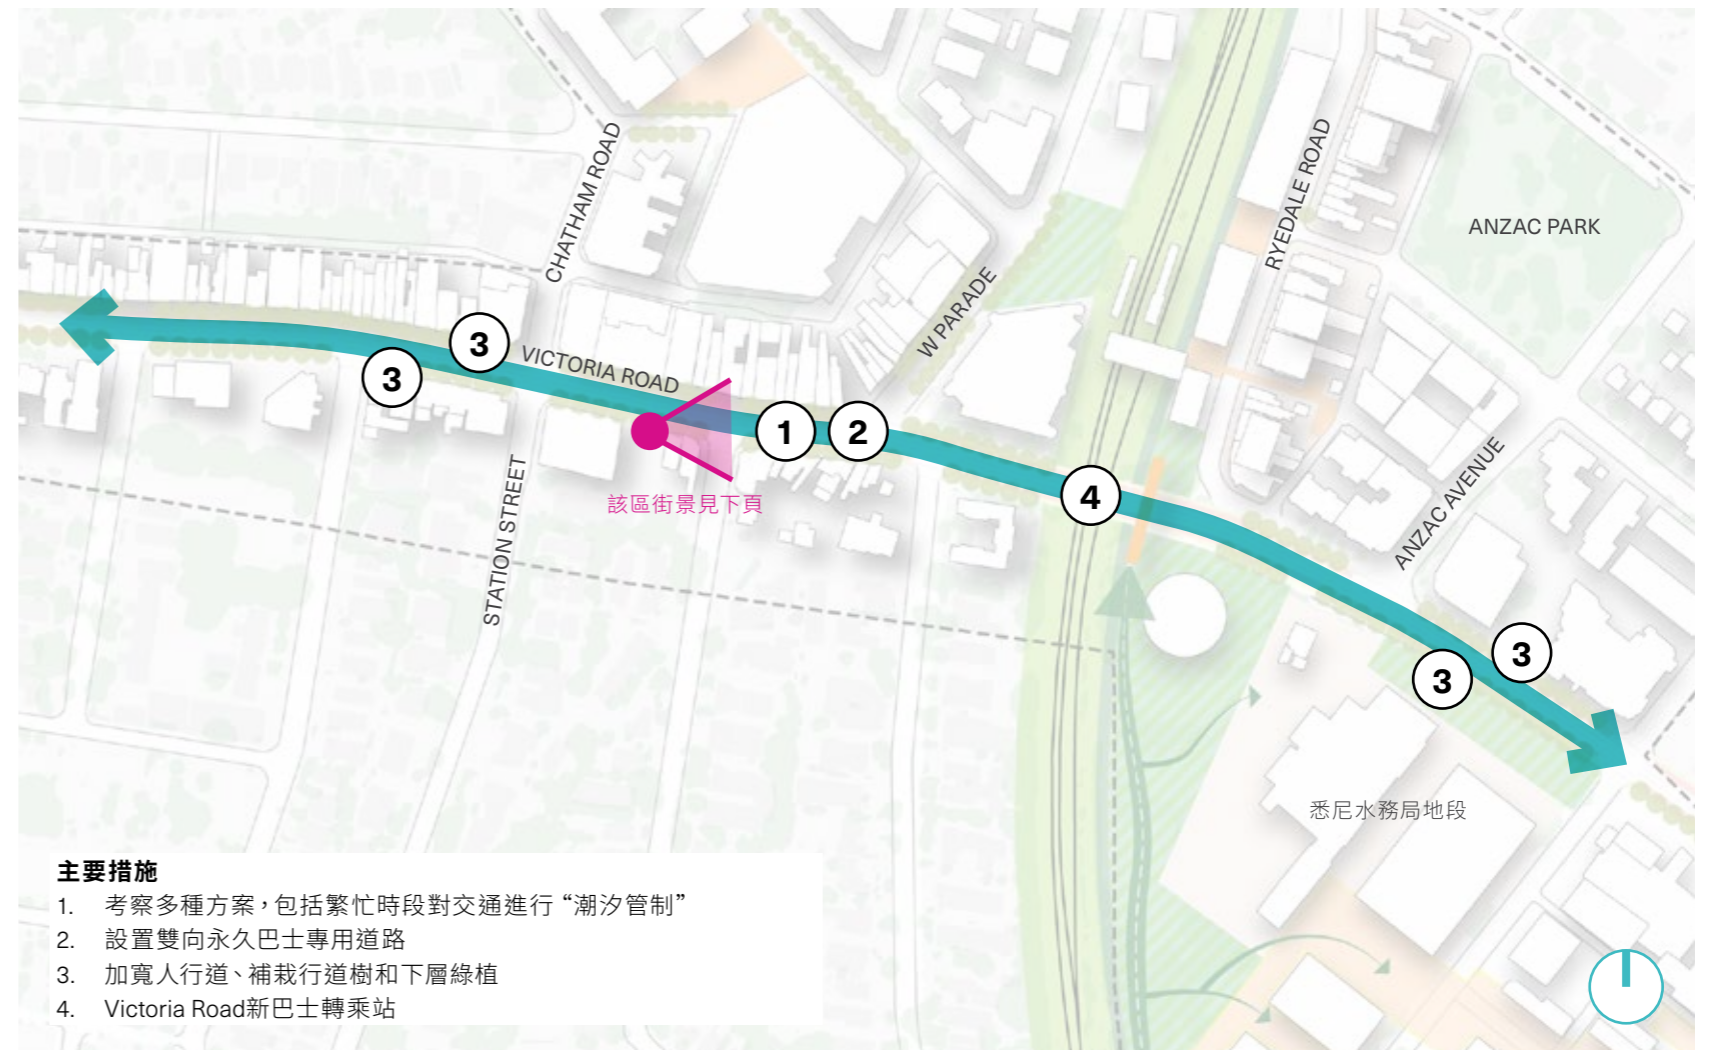 CHATHAM ROAD
RYEDALE ROAD
ANZAC PARK
W PARADE
3
3
VICTORIA ROAD
1
2
該區街景見下頁
4
STATION STREET
ANZAC AVENUE
3
3
悉尼水務局地段
主要措施
1. 考察多種方案，包括繁忙時段對交通進行“潮汐管制”
2. 設置雙向永久巴士專用道路
3. 加寬人行道、補栽行道樹和下層綠植
4. Victoria Road新巴士轉乘站